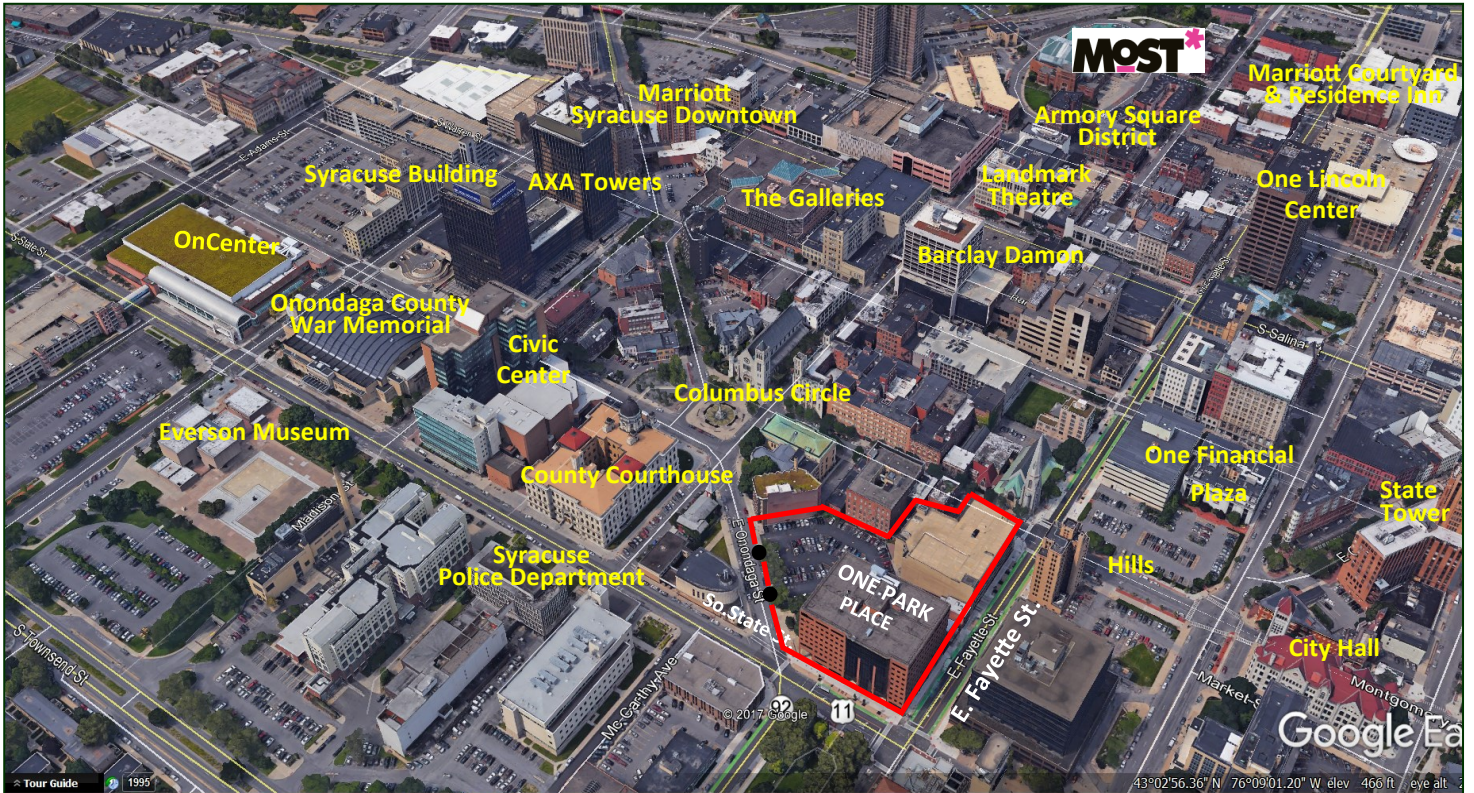 MOST*
Marriott Courtyard
& Residence Inn
Marriott
Syracuse Downtown
Armory Square
District
S Warren St
E Adams St
Syracuse Building
AXA Towers
The Galleries
Landmark
Theatre
One Lincoln
Center
OnCenter
S State St
Barclay Damon
W Fayette St
Onondaga County
War Memorial
S Salina
Civic
Center
Columbus Circle
Everson Museum
County Courthouse
One Financial
Plaza
State
Tower
Madison St
E Onondaga St
Syracuse
Police Department
Hills
ONE PARK
PLACE
So. State St.
E Fayette St
E. Fayette St.
S Townsend St
City Hall
Mc Carthy Ave
Market S
Montgomery
92
11
© 2017 Google
Google Ea
Tour Guide
1995
43°02'56.36" N 76°09'01.20" W elev 466 ft eye alt